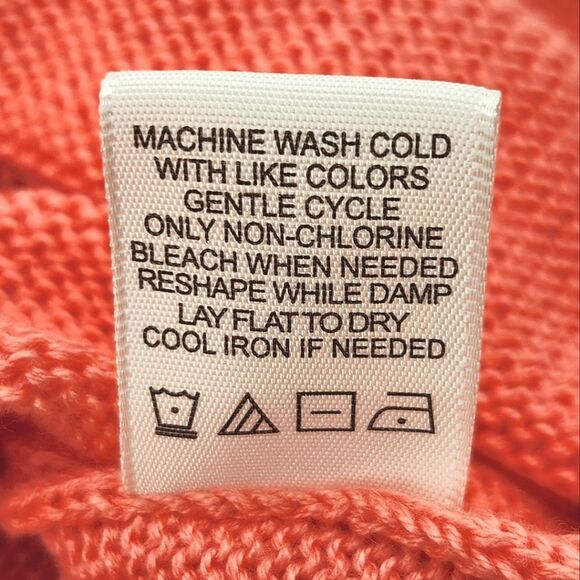 MACHINE WASH COLD
WITH LIKE COLORS
GENTLE CYCLE
ONLY NON-CHLORINE
BLEACH WHEN NEEDED
RESHAPE WHILE DAMP
LAY FLAT TO DRY
COOL IRON IF NEEDED